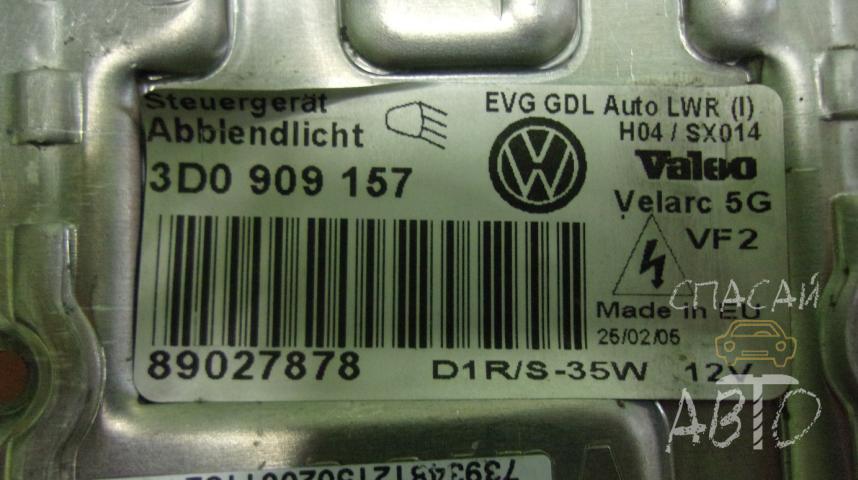 Steuergerät
Abblendlicht
3D0 909 157
EVG GDL Auto LWR (I)
H04 / SX014
Valeo
Velarc 5G
VF2
Made in EU
25/02/05
89027878
D1R/S-35W 12V
СПАСАЙ
АВТО